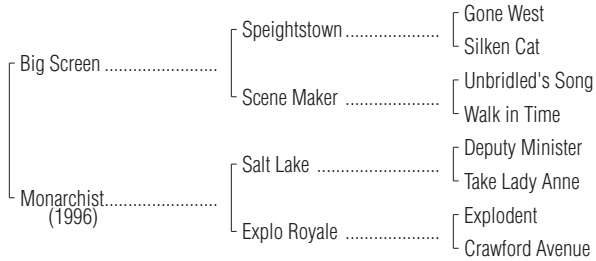 Gone West
Speightstown ....................
Silken Cat
Big Screen ........................
Unbridled's Song
Scene Maker ....................
Walk in Time
Deputy Minister
Salt Lake ..........................
Take Lady Anne
Monarchist........................
(1996)
Explodent
Explo Royale ....................
Crawford Avenue